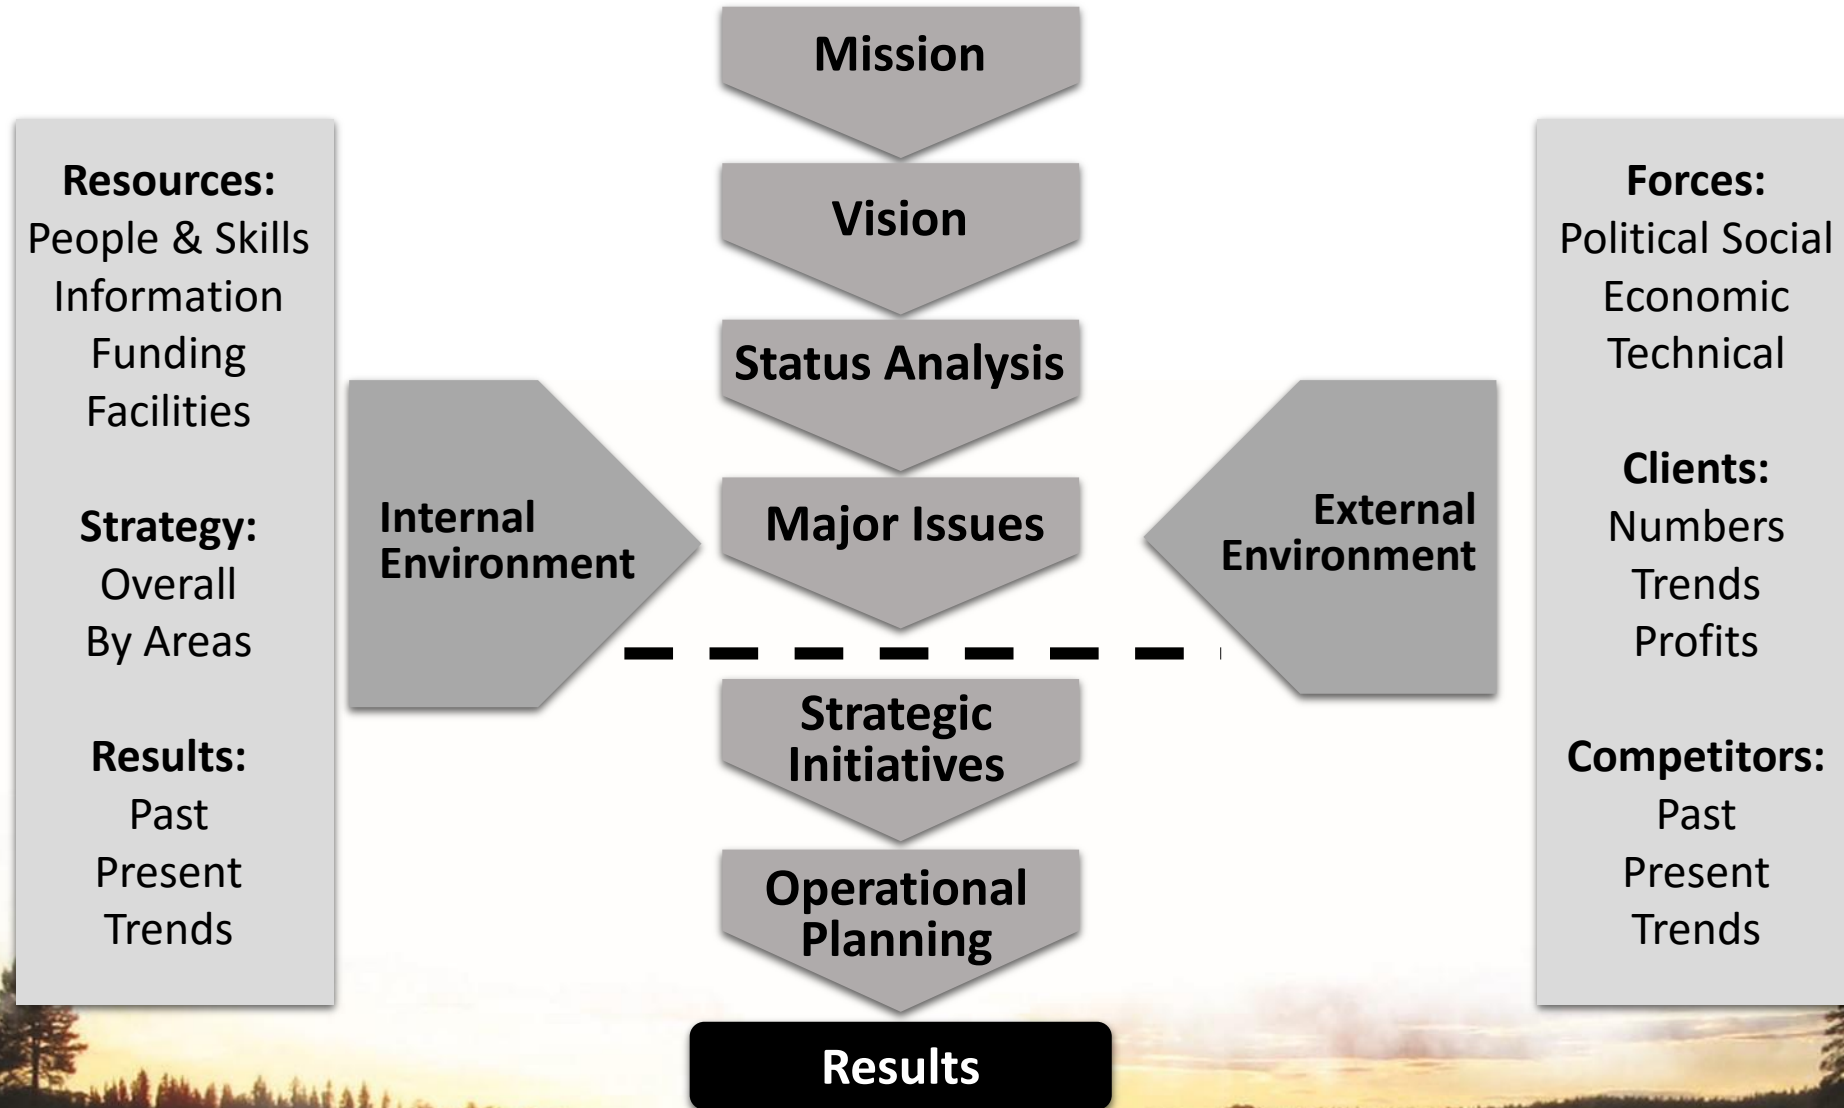 Mission
Vision
Status Analysis
Major Issues
Strategic
Initiatives
Operational
Planning
Results
Resources:
People & Skills
Information
Funding
Facilities
Strategy:
Overall
By Areas
Results:
Past
Present
Trends
Internal
Environment
External
Environment
Forces:
Political Social
Economic
Technical
Clients:
Numbers
Trends
Profits
Competitors:
Past
Present
Trends